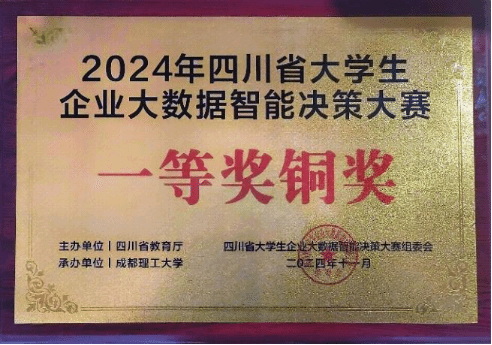 2024年四川省大学生
企业大数据智能决策大赛
一等奖铜奖
主办单位|四川省教育厅
承办单位|成都理工大学
四川省大学生企业大数据智能决策大赛组委会
二〇二四年十一月